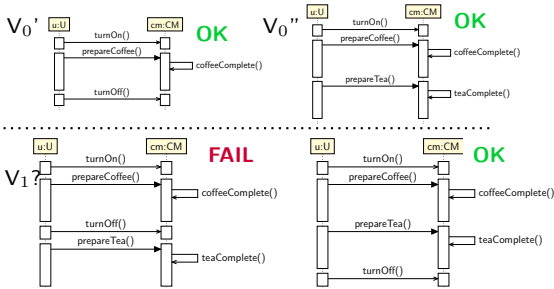 V₀'
u:U
cm:CM
OK
turnOn()
prepareCoffee()
coffeeComplete()
turnOff()
V₀"
u:U
cm:CM
OK
turnOn()
prepareCoffee()
coffeeComplete()
prepareTea()
teaComplete()
V₁?
u:U
cm:CM
FAIL
turnOn()
prepareCoffee()
coffeeComplete()
turnOff()
prepareTea()
teaComplete()
u:U
cm:CM
OK
turnOn()
prepareCoffee()
coffeeComplete()
prepareTea()
teaComplete()
turnOff()